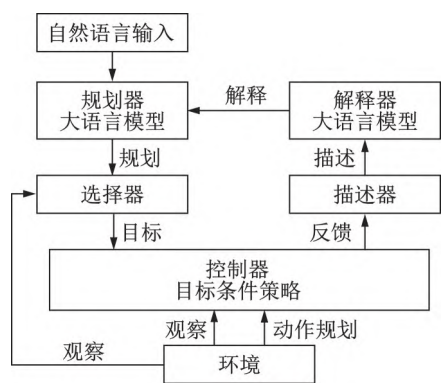 自然语言输入
规划器
大语言模型
解释
解释器
大语言模型
规划
描述
选择器
描述器
目标
反馈
控制器
目标条件策略
观察
动作规划
观察
环境